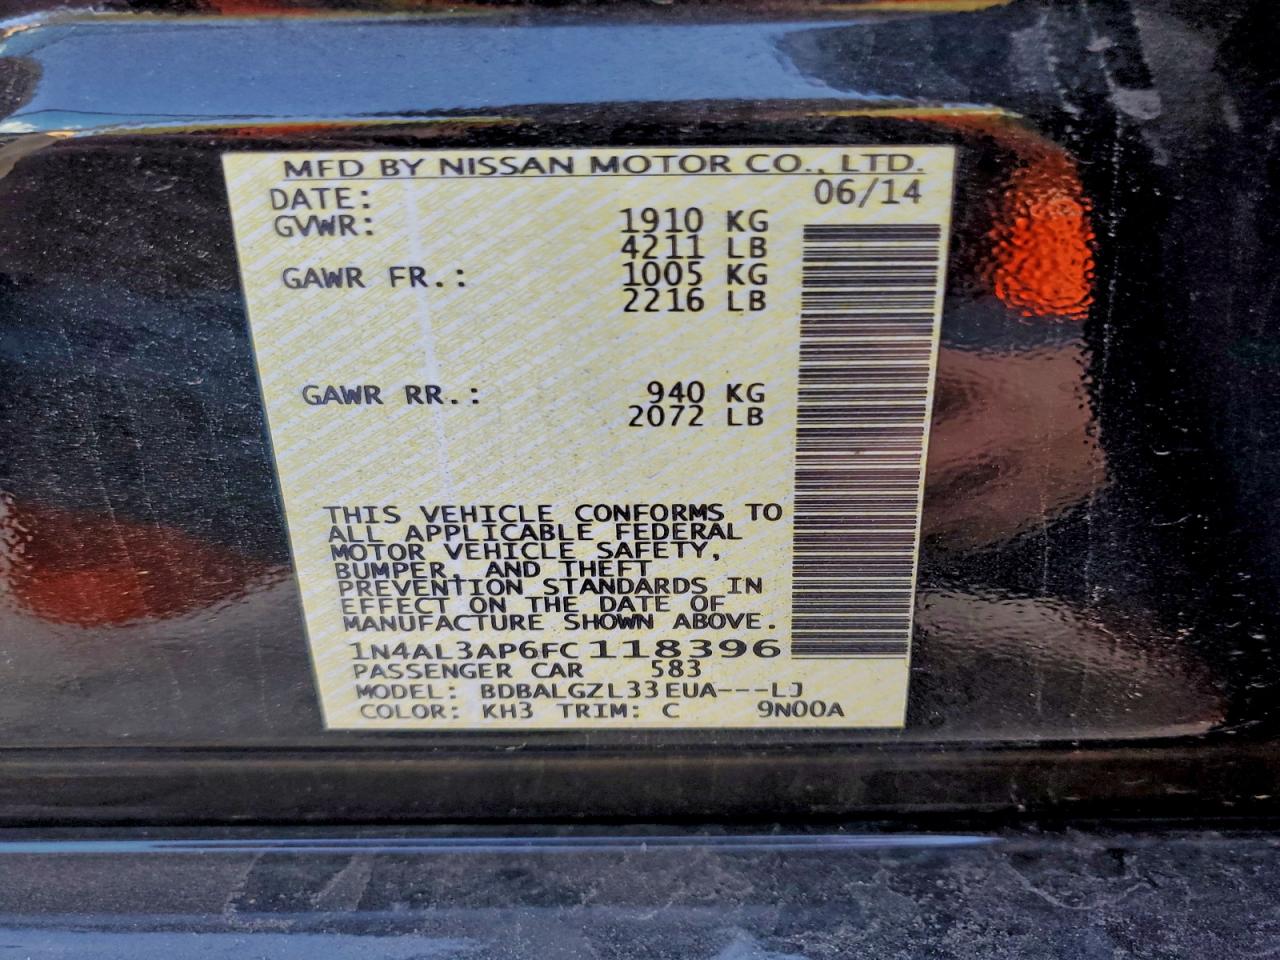 MFD BY NISSAN MOTOR CO., LTD.
DATE: 06/14
GVWR: 1910 KG
4211 LB
GAWR FR.: 1005 KG
2216 LB
GAWR RR.: 940 KG
2072 LB
THIS VEHICLE CONFORMS TO
ALL APPLICABLE FEDERAL
MOTOR VEHICLE SAFETY,
BUMPER, AND THEFT
PREVENTION STANDARDS IN
EFFECT ON THE DATE OF
MANUFACTURE SHOWN ABOVE.
1N4AL3AP6FC118396
PASSENGER CAR 583
MODEL: BDBALGZL33EUA---LJ
COLOR: KH3 TRIM: C 9N00A